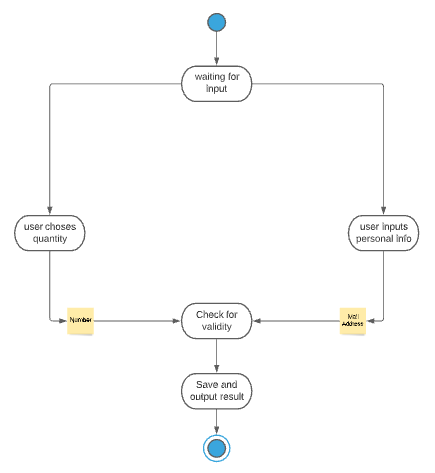 waiting for
input
user choses
quantity
user inputs
personal info
Number
Check for
validity
Mail
Address
Save and
output result